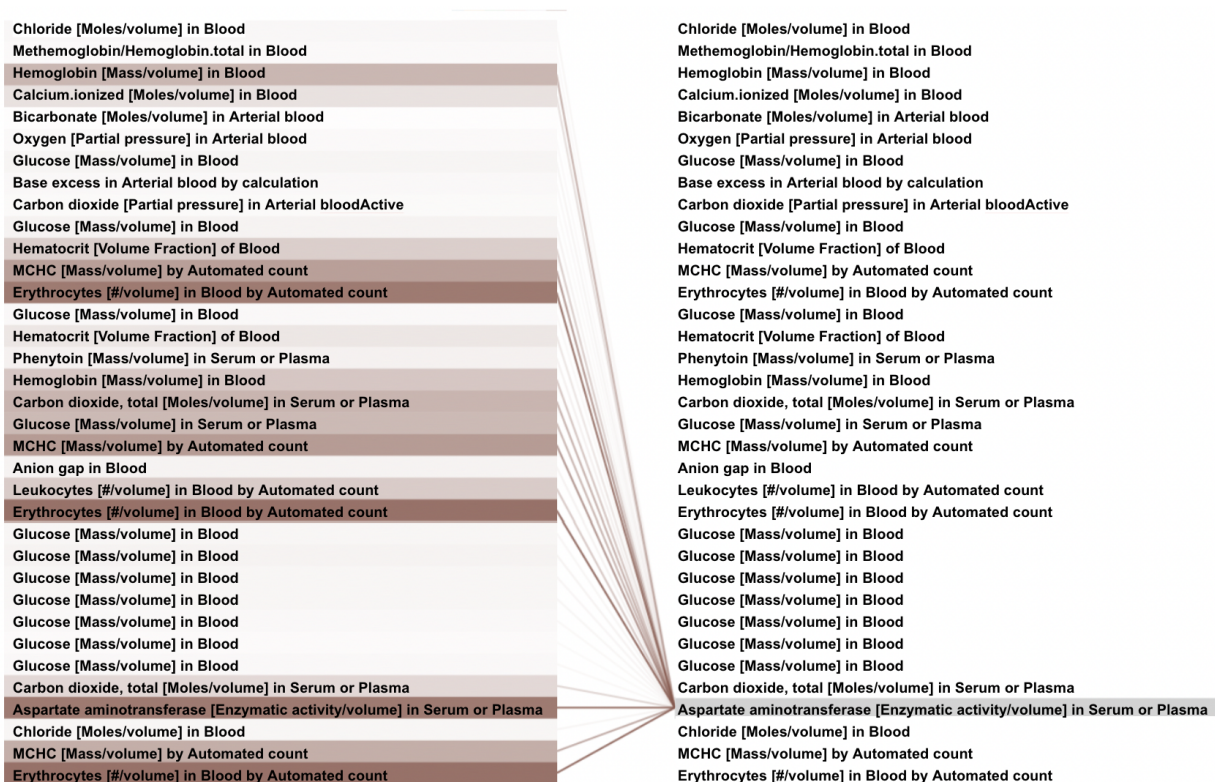 Chloride [Moles/volume] in Blood
Methemoglobin/Hemoglobin.total in Blood
Hemoglobin [Mass/volume] in Blood
Calcium.ionized [Moles/volume] in Blood
Bicarbonate [Moles/volume] in Arterial blood
Oxygen [Partial pressure] in Arterial blood
Glucose [Mass/volume] in Blood
Base excess in Arterial blood by calculation
Carbon dioxide [Partial pressure] in Arterial bloodActive
Glucose [Mass/volume] in Blood
Hematocrit [Volume Fraction] of Blood
MCHC [Mass/volume] by Automated count
Erythrocytes [#/volume] in Blood by Automated count
Glucose [Mass/volume] in Blood
Hematocrit [Volume Fraction] of Blood
Phenytoin [Mass/volume] in Serum or Plasma
Hemoglobin [Mass/volume] in Blood
Carbon dioxide, total [Moles/volume] in Serum or Plasma
Glucose [Mass/volume] in Serum or Plasma
MCHC [Mass/volume] by Automated count
Anion gap in Blood
Leukocytes [#/volume] in Blood by Automated count
Erythrocytes [#/volume] in Blood by Automated count
Glucose [Mass/volume] in Blood
Glucose [Mass/volume] in Blood
Glucose [Mass/volume] in Blood
Glucose [Mass/volume] in Blood
Glucose [Mass/volume] in Blood
Glucose [Mass/volume] in Blood
Glucose [Mass/volume] in Blood
Carbon dioxide, total [Moles/volume] in Serum or Plasma
Aspartate aminotransferase [Enzymatic activity/volume] in Serum or Plasma
Chloride [Moles/volume] in Blood
MCHC [Mass/volume] by Automated count
Erythrocytes [#/volume] in Blood by Automated count
Chloride [Moles/volume] in Blood
Methemoglobin/Hemoglobin.total in Blood
Hemoglobin [Mass/volume] in Blood
Calcium.ionized [Moles/volume] in Blood
Bicarbonate [Moles/volume] in Arterial blood
Oxygen [Partial pressure] in Arterial blood
Glucose [Mass/volume] in Blood
Base excess in Arterial blood by calculation
Carbon dioxide [Partial pressure] in Arterial bloodActive
Glucose [Mass/volume] in Blood
Hematocrit [Volume Fraction] of Blood
MCHC [Mass/volume] by Automated count
Erythrocytes [#/volume] in Blood by Automated count
Glucose [Mass/volume] in Blood
Hematocrit [Volume Fraction] of Blood
Phenytoin [Mass/volume] in Serum or Plasma
Hemoglobin [Mass/volume] in Blood
Carbon dioxide, total [Moles/volume] in Serum or Plasma
Glucose [Mass/volume] in Serum or Plasma
MCHC [Mass/volume] by Automated count
Anion gap in Blood
Leukocytes [#/volume] in Blood by Automated count
Erythrocytes [#/volume] in Blood by Automated count
Glucose [Mass/volume] in Blood
Glucose [Mass/volume] in Blood
Glucose [Mass/volume] in Blood
Glucose [Mass/volume] in Blood
Glucose [Mass/volume] in Blood
Glucose [Mass/volume] in Blood
Glucose [Mass/volume] in Blood
Carbon dioxide, total [Moles/volume] in Serum or Plasma
Aspartate aminotransferase [Enzymatic activity/volume] in Serum or Plasma
Chloride [Moles/volume] in Blood
MCHC [Mass/volume] by Automated count
Erythrocytes [#/volume] in Blood by Automated count